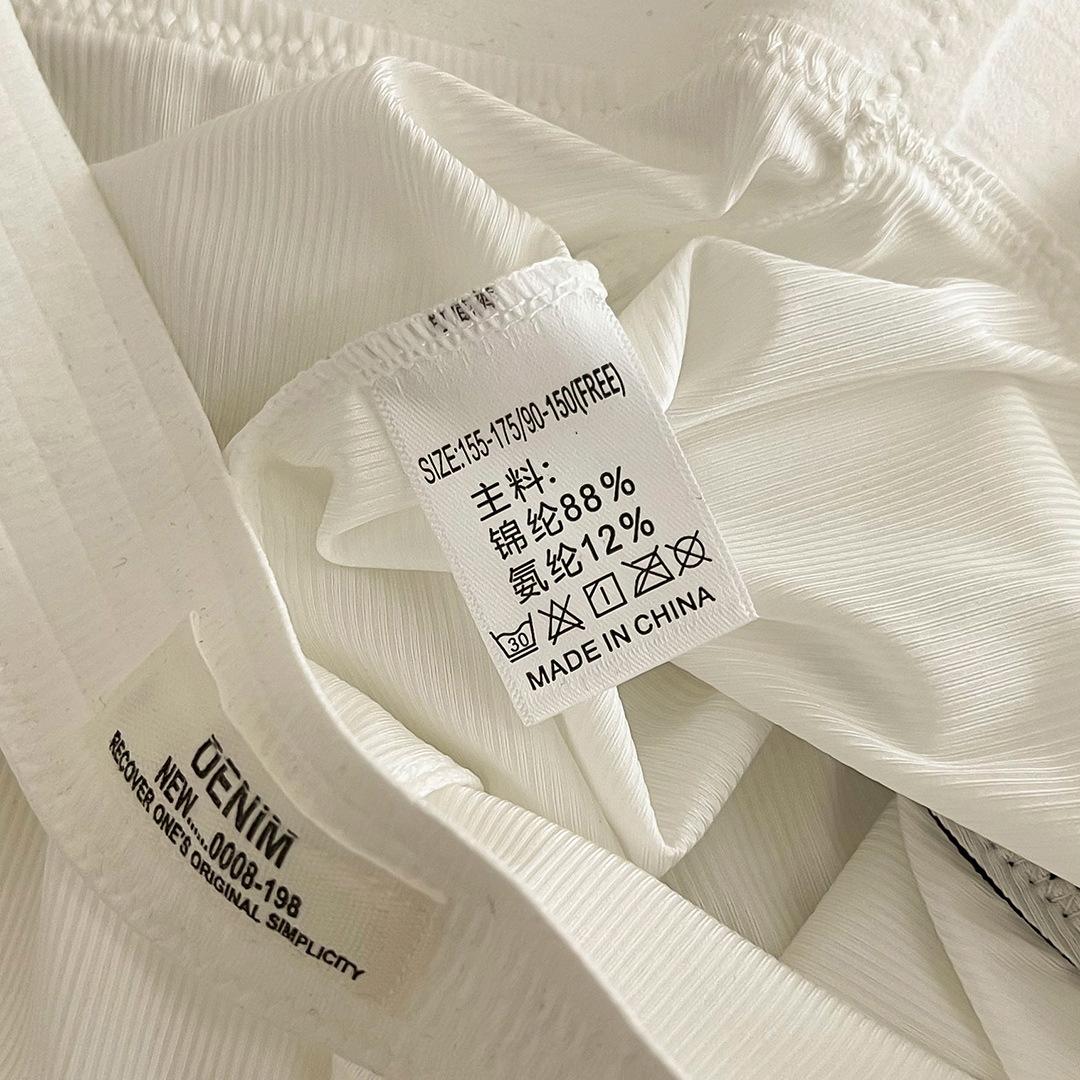 SIZE:155-175/90-150(FREE)
主料:
锦纶88%
氨纶12%
30
MADE IN CHINA
DENIM
NEW......0008-198
RECOVER ONE'S ORIGINAL SIMPLICITY